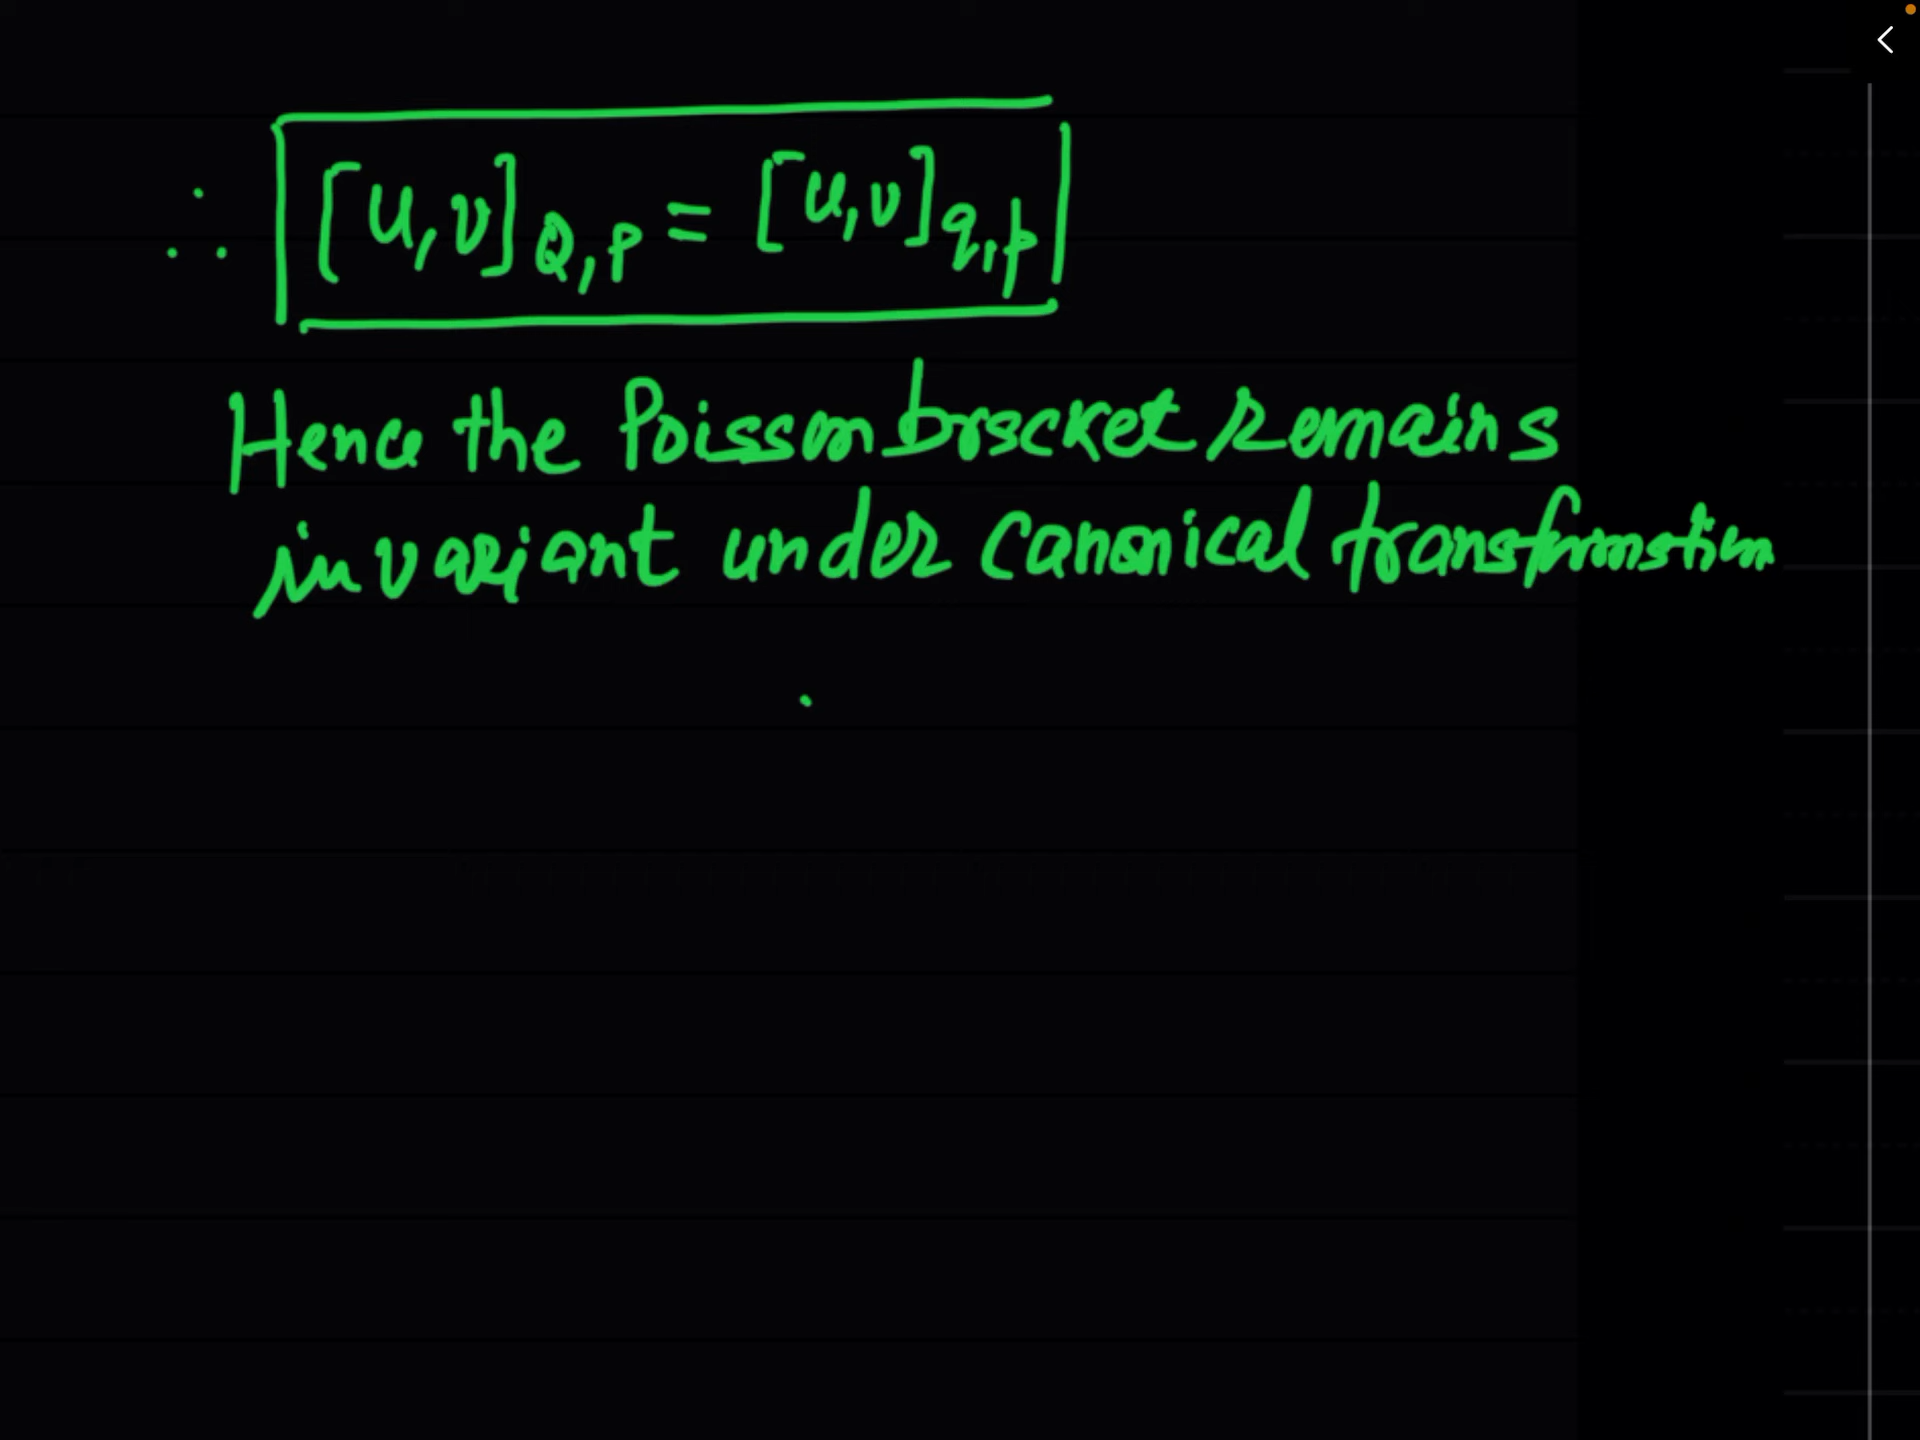 ∴ [u,v]Q,P = [u,v]q,p
Hence the Poisson bracket remains
invariant under canonical transformation